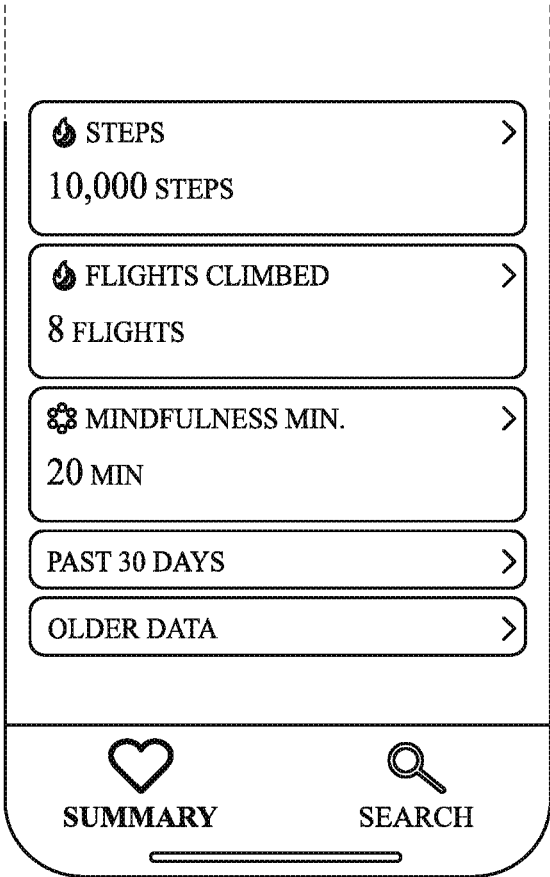 STEPS
10,000 STEPS
FLIGHTS CLIMBED
8 FLIGHTS
MINDFULNESS MIN.
20 MIN
PAST 30 DAYS
OLDER DATA
SUMMARY
SEARCH